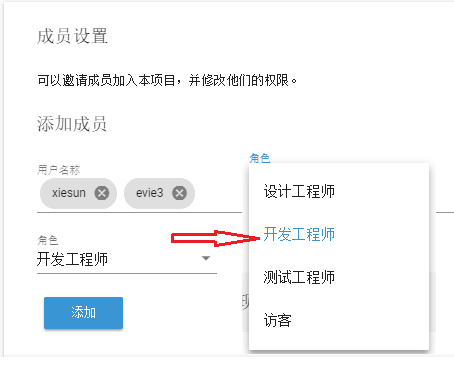 成员设置
可以邀请成员加入本项目，并修改他们的权限。
添加成员
用户名称
角色
xiesun
evie3
设计工程师
开发工程师
测试工程师
访客
角色
开发工程师
添加